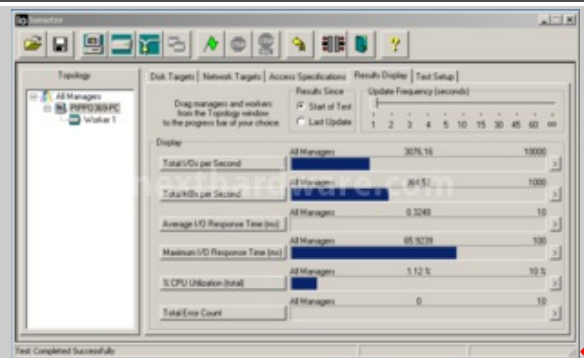 Iometer
Topology
All Managers
PIPPO369-PC
Worker 1
Disk Targets
Network Targets
Access Specifications
Results Display
Test Setup
Drag managers and workers
from the Topology window
to the progress bar of your choice.
Results Since
Start of Test
Last Update
Update Frequency (seconds)
1 2 3 4 5 10 15 30 45 60 ∞
Display
All Managers 3076.16 10000
Total I/Os per Second
All Managers 364.52 1000
Total MBs per Second
nexthardware.com
All Managers 0.3248 10
Average I/O Response Time (ms)
All Managers 65.9239 100
Maximum I/O Response Time (ms)
All Managers 1.12 % 10 %
% CPU Utilization (total)
All Managers 0 10
Total Error Count
Test Completed Successfully